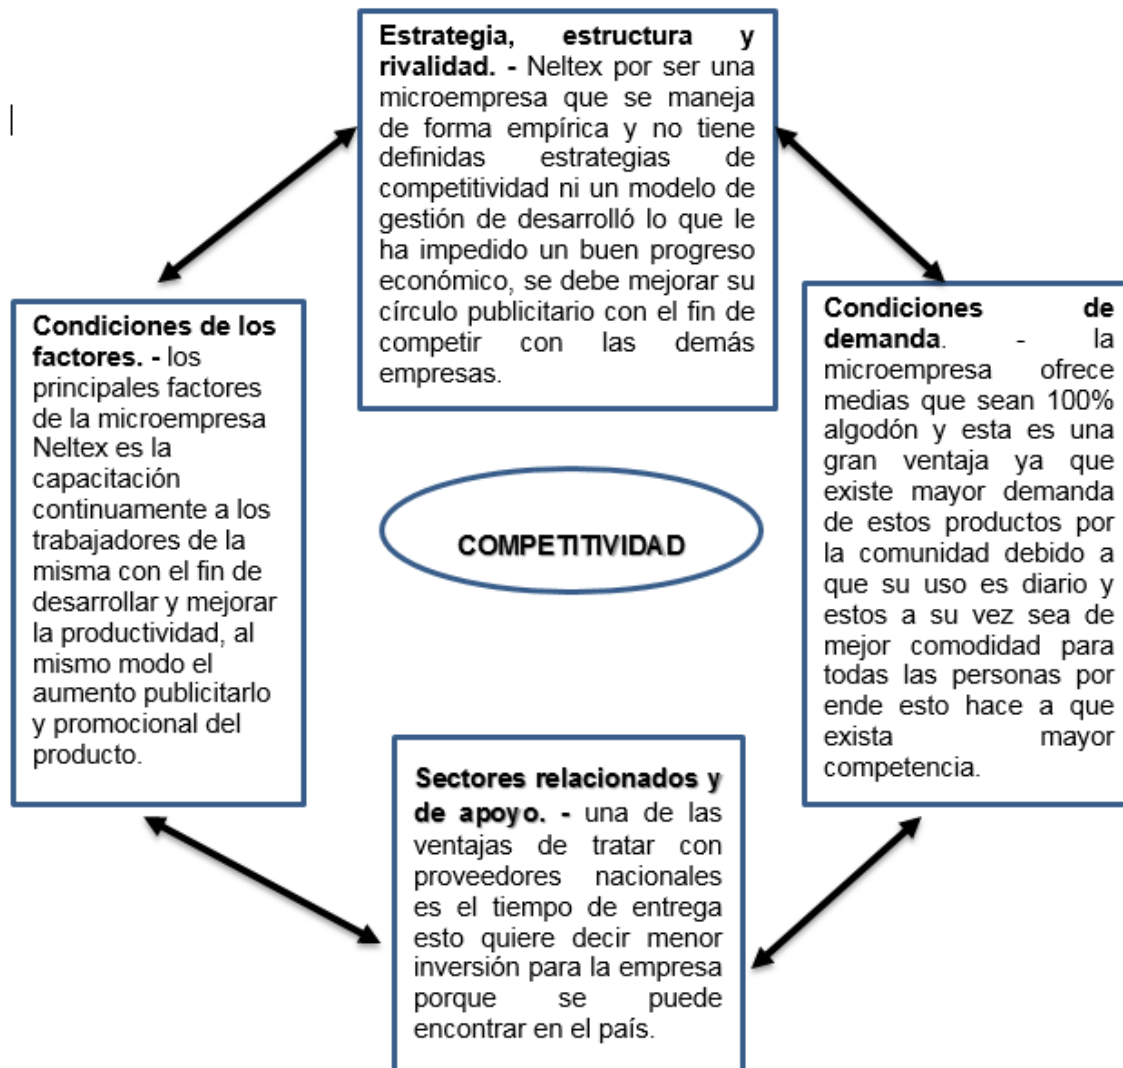 Estrategia, estructura y
rivalidad. - Neltex por ser una
microempresa que se maneja
de forma empírica y no tiene
definidas estrategias de
competitividad ni un modelo de
gestión de desarrolló lo que le
ha impedido un buen progreso
económico, se debe mejorar su
círculo publicitario con el fin de
competir con las demás
empresas.
Condiciones de los
factores. - los
principales factores
de la microempresa
Neltex es la
capacitación
continuamente a los
trabajadores de la
misma con el fin de
desarrollar y mejorar
la productividad, al
mismo modo el
aumento publicitarlo
y promocional del
producto.
COMPETITIVIDAD
Condiciones de
demanda. - la
microempresa ofrece
medias que sean 100%
algodón y esta es una
gran ventaja ya que
existe mayor demanda
de estos productos por
la comunidad debido a
que su uso es diario y
estos a su vez sea de
mejor comodidad para
todas las personas por
ende esto hace a que
exista mayor
competencia.
Sectores relacionados y
de apoyo. - una de las
ventajas de tratar con
proveedores nacionales
es el tiempo de entrega
esto quiere decir menor
inversión para la empresa
porque se puede
encontrar en el país.